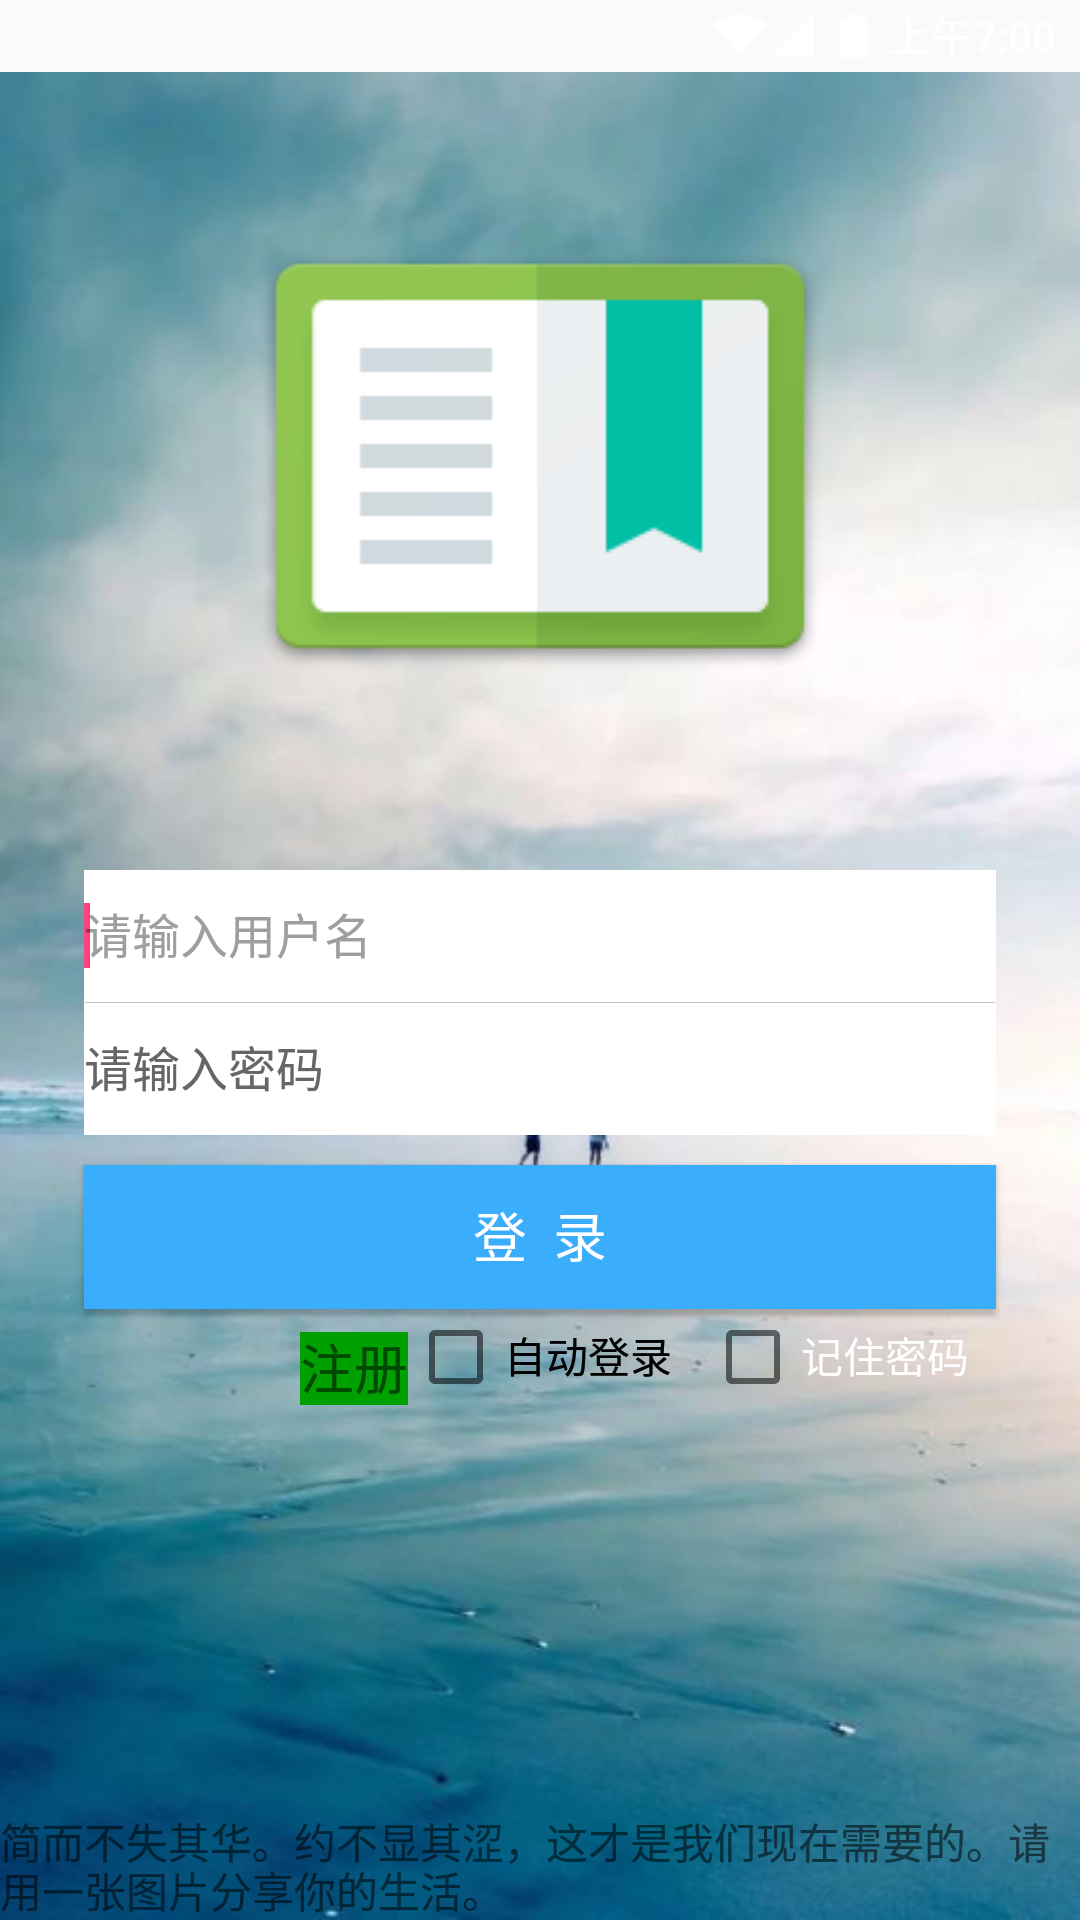 上午7:00
请输入用户名
请输入密码
登 录
注册 自动登录 记住密码
简而不失其华。约不显其涩，这才是我们现在需要的。请
用一张图片分享你的生活。